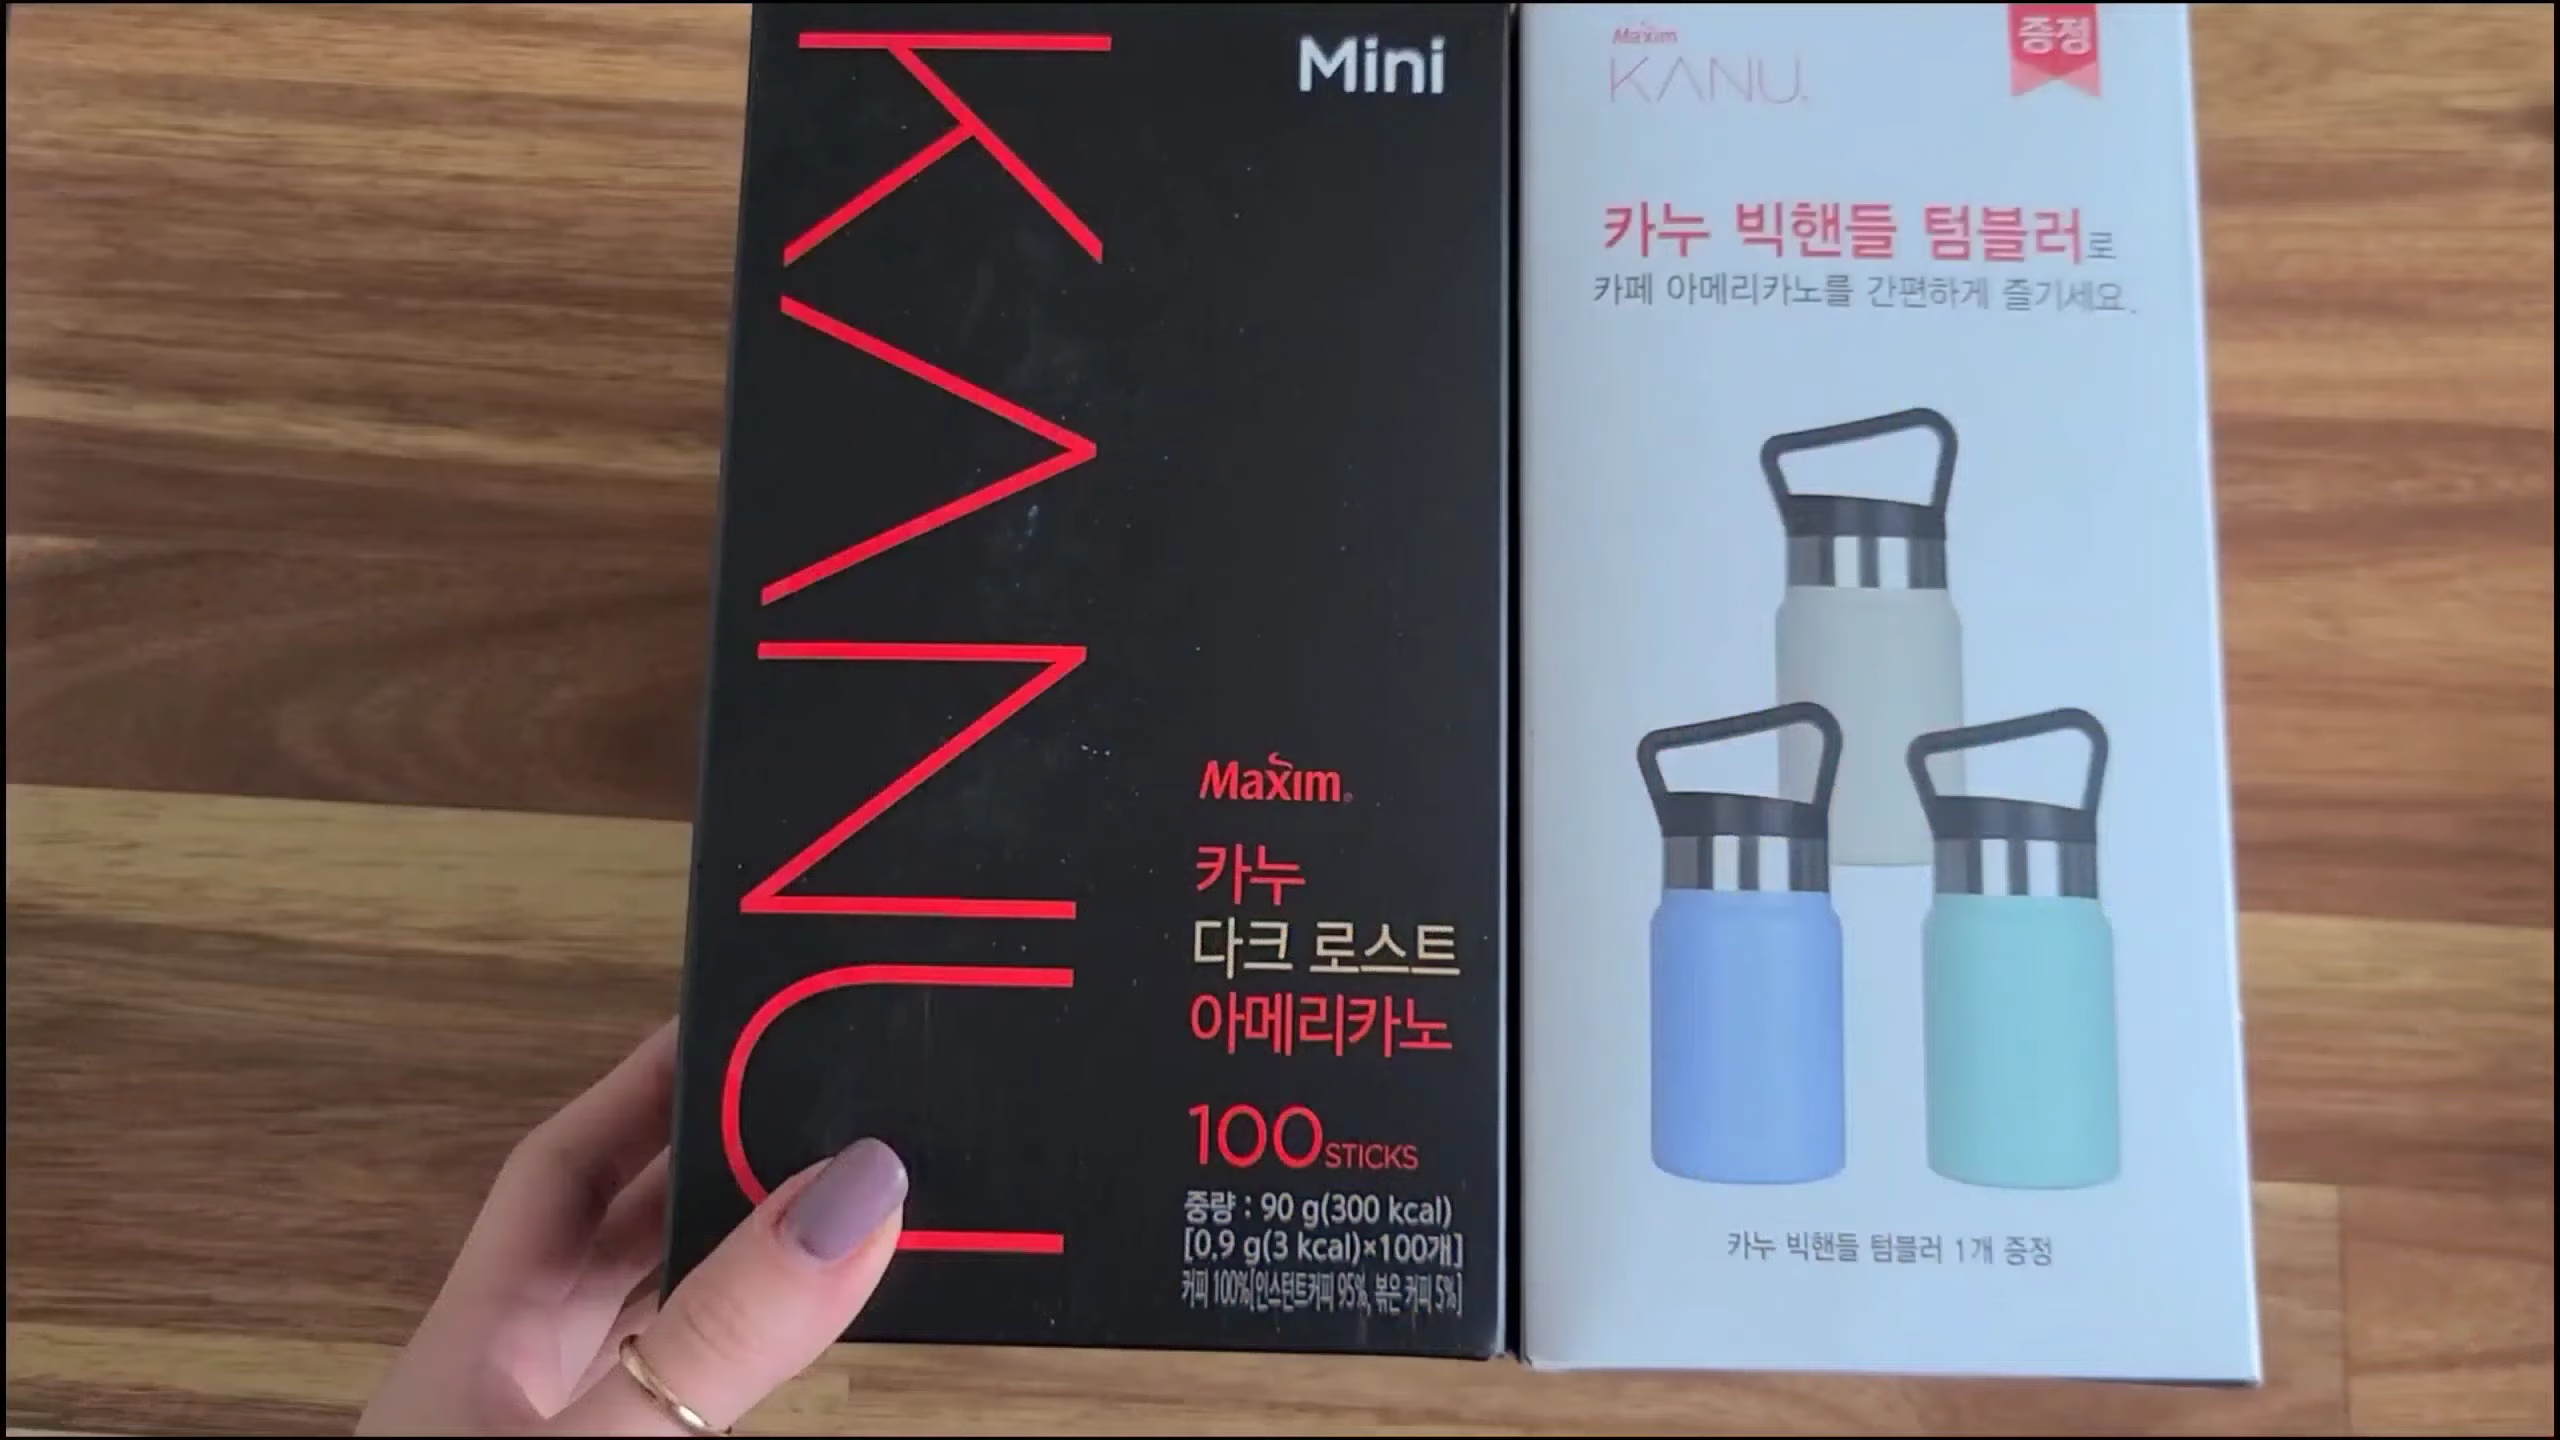 KANU
Mini
Maxim
카누
다크 로스트
아메리카노
100 STICKS
중량 : 90 g(300 kcal)
[0.9 g(3 kcal)×100개]
커피 100%[인스턴트커피 95%, 볶은 커피 5%]
Maxim
KANU
증정
카누 빅핸들 텀블러로
카페 아메리카노를 간편하게 즐기세요.
카누 빅핸들 텀블러 1개 증정